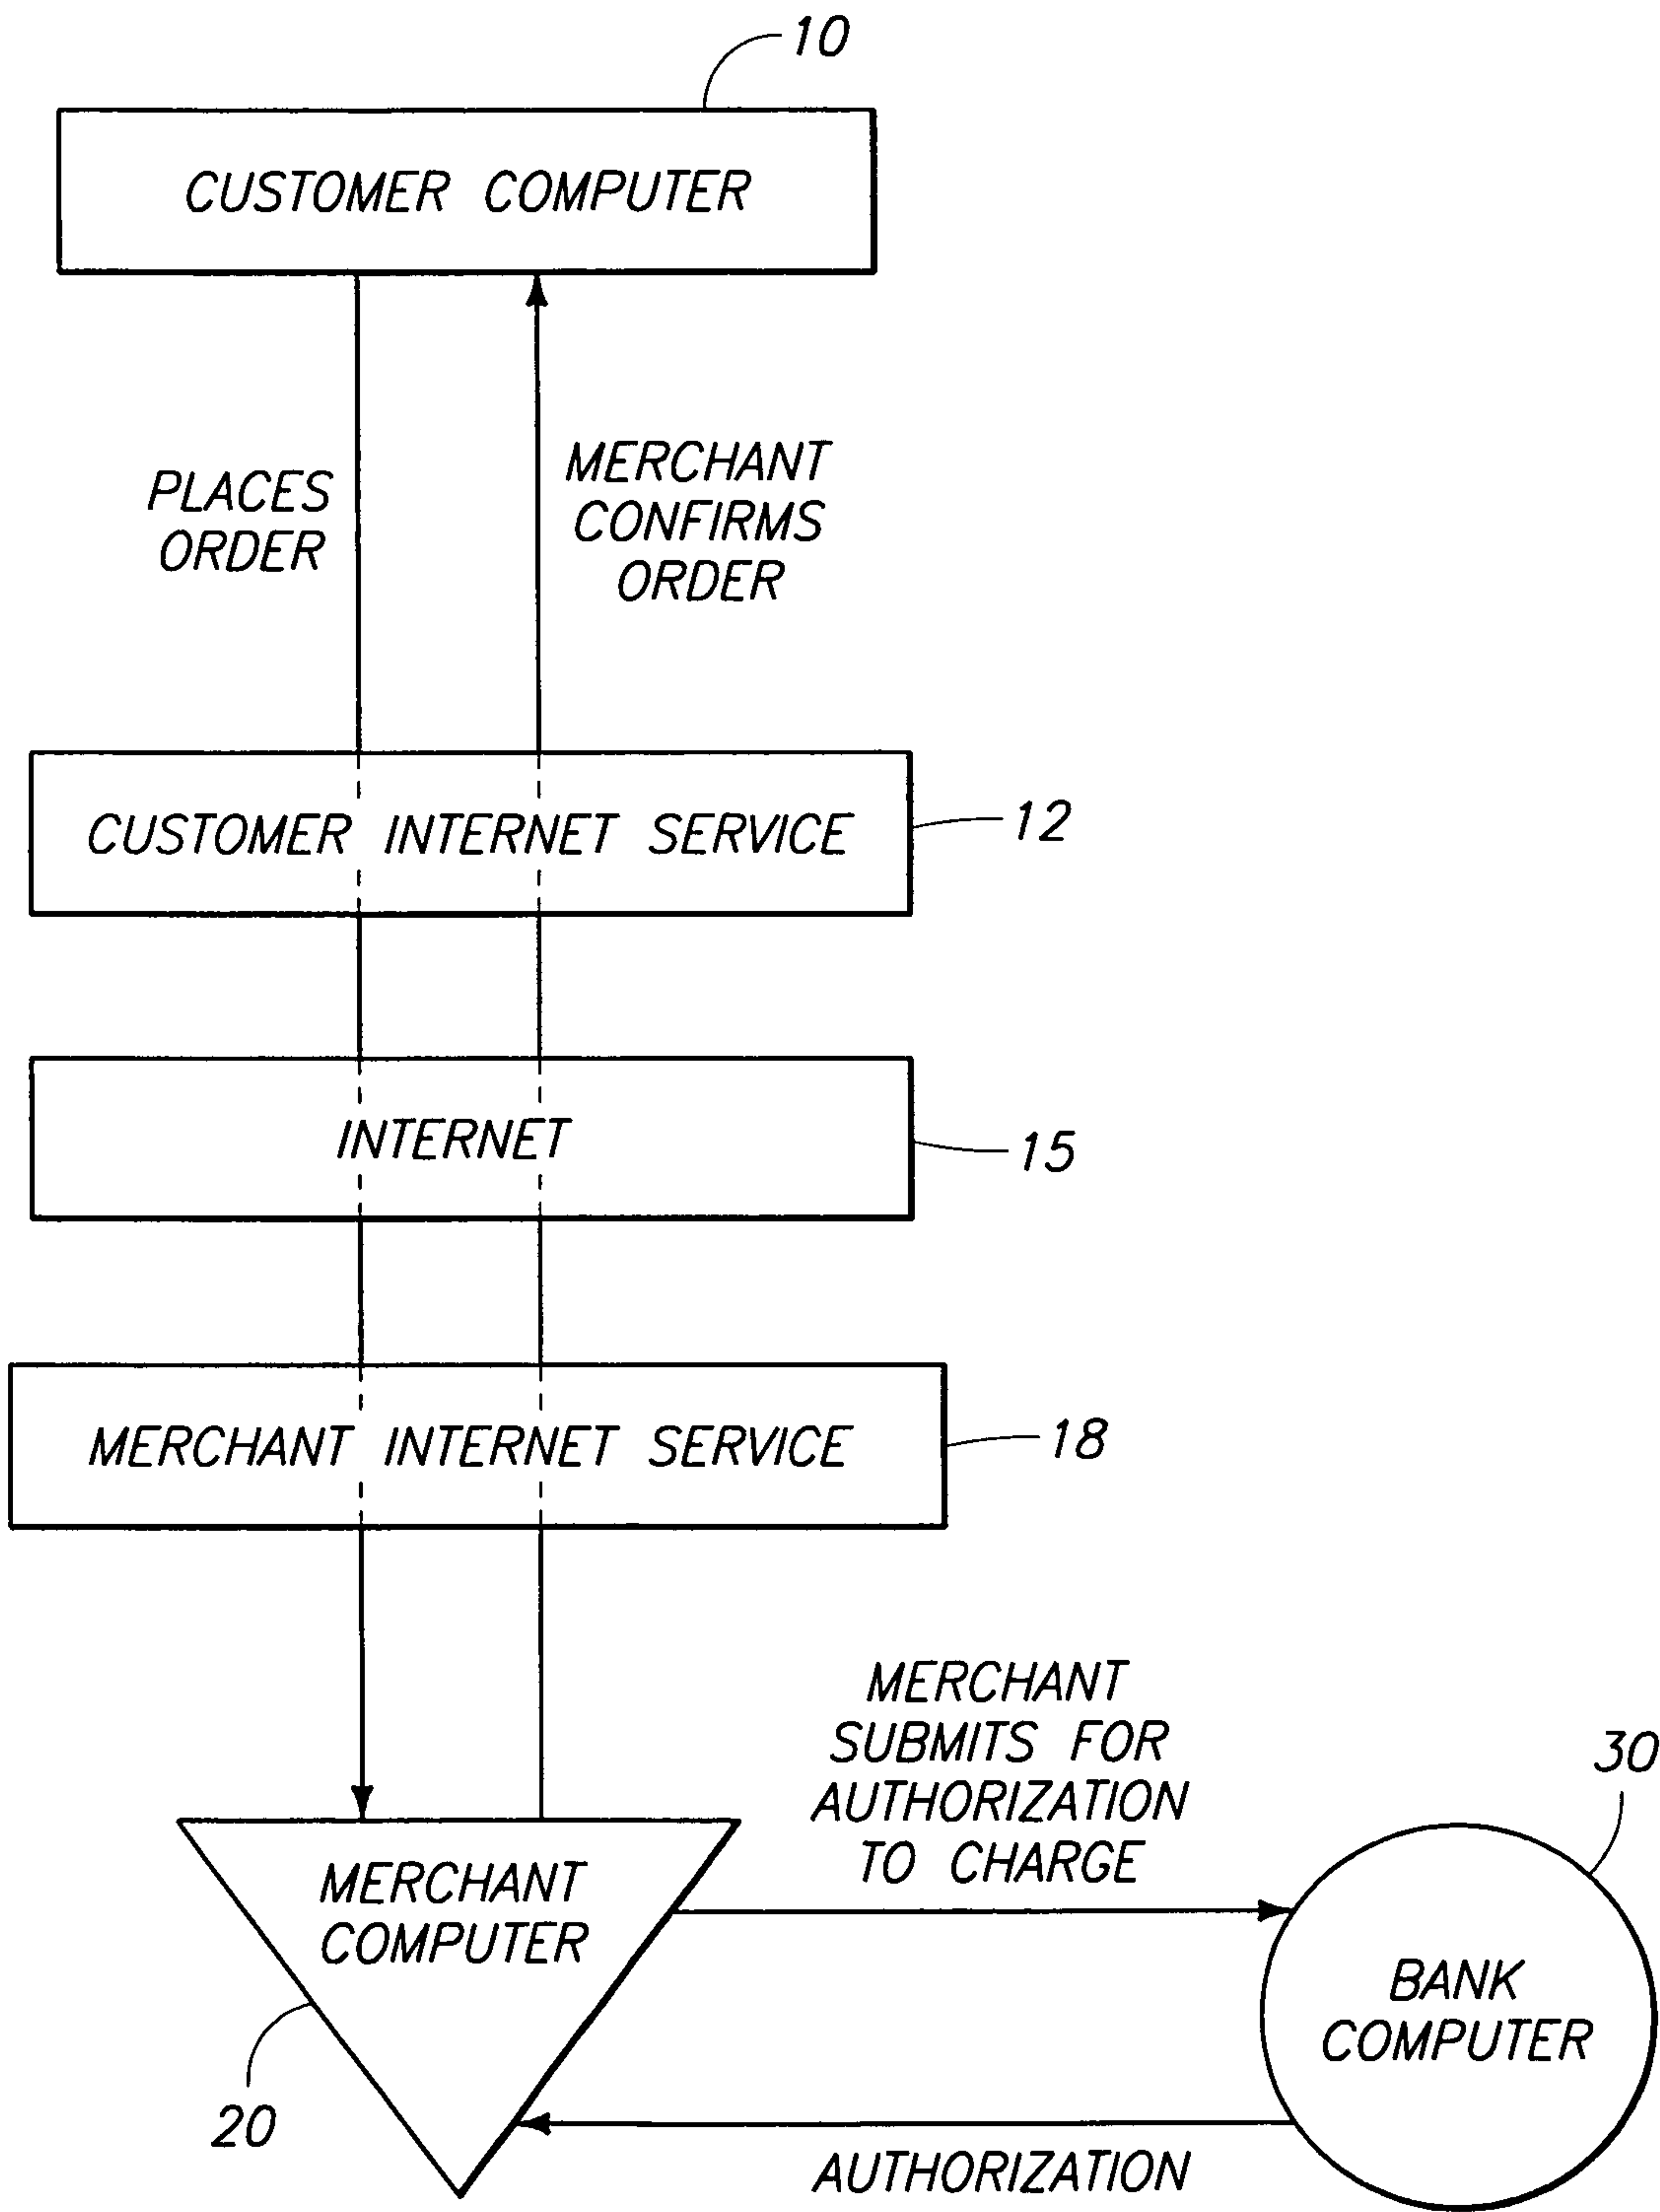 10
CUSTOMER COMPUTER
PLACES
ORDER
MERCHANT
CONFIRMS
ORDER
CUSTOMER INTERNET SERVICE
12
INTERNET
15
MERCHANT INTERNET SERVICE
18
MERCHANT
SUBMITS FOR
AUTHORIZATION
TO CHARGE
30
MERCHANT
COMPUTER
BANK
COMPUTER
20
AUTHORIZATION